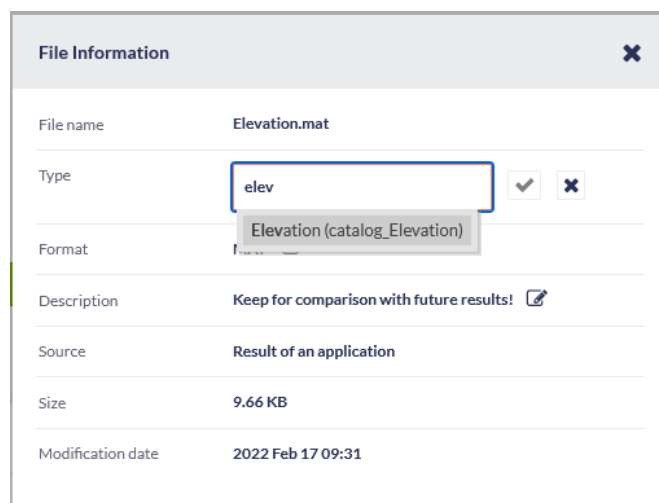 File Information
File name Elevation.mat
Type elev
Elevation (catalog_Elevation)
Format
Description Keep for comparison with future results!
Source Result of an application
Size 9.66 KB
Modification date 2022 Feb 17 09:31